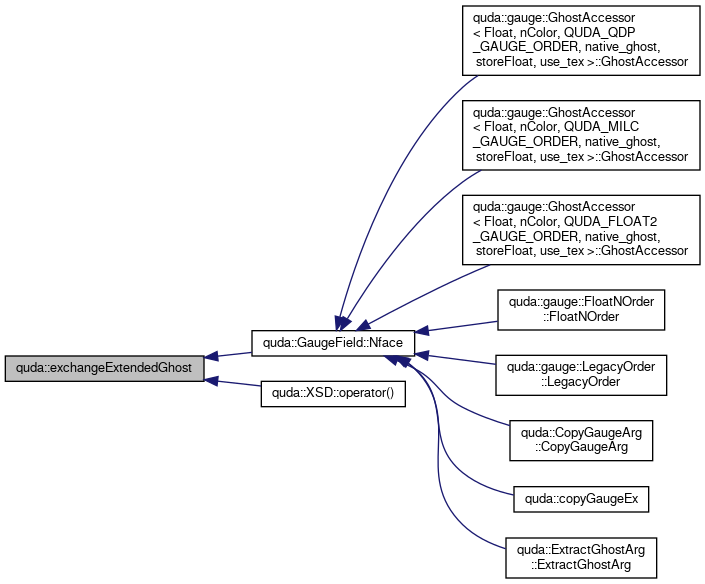 quda::gauge::GhostAccessor
< Float, nColor, QUDA_QDP
_GAUGE_ORDER, native_ghost,
storeFloat, use_tex >::GhostAccessor
quda::gauge::GhostAccessor
< Float, nColor, QUDA_MILC
_GAUGE_ORDER, native_ghost,
storeFloat, use_tex >::GhostAccessor
quda::gauge::GhostAccessor
< Float, nColor, QUDA_FLOAT2
_GAUGE_ORDER, native_ghost,
storeFloat, use_tex >::GhostAccessor
quda::gauge::FloatNOrder
::FloatNOrder
quda::GaugeField::Nface
quda::exchangeExtendedGhost
quda::gauge::LegacyOrder
::LegacyOrder
quda::XSD::operator()
quda::CopyGaugeArg
::CopyGaugeArg
quda::copyGaugeEx
quda::ExtractGhostArg
::ExtractGhostArg